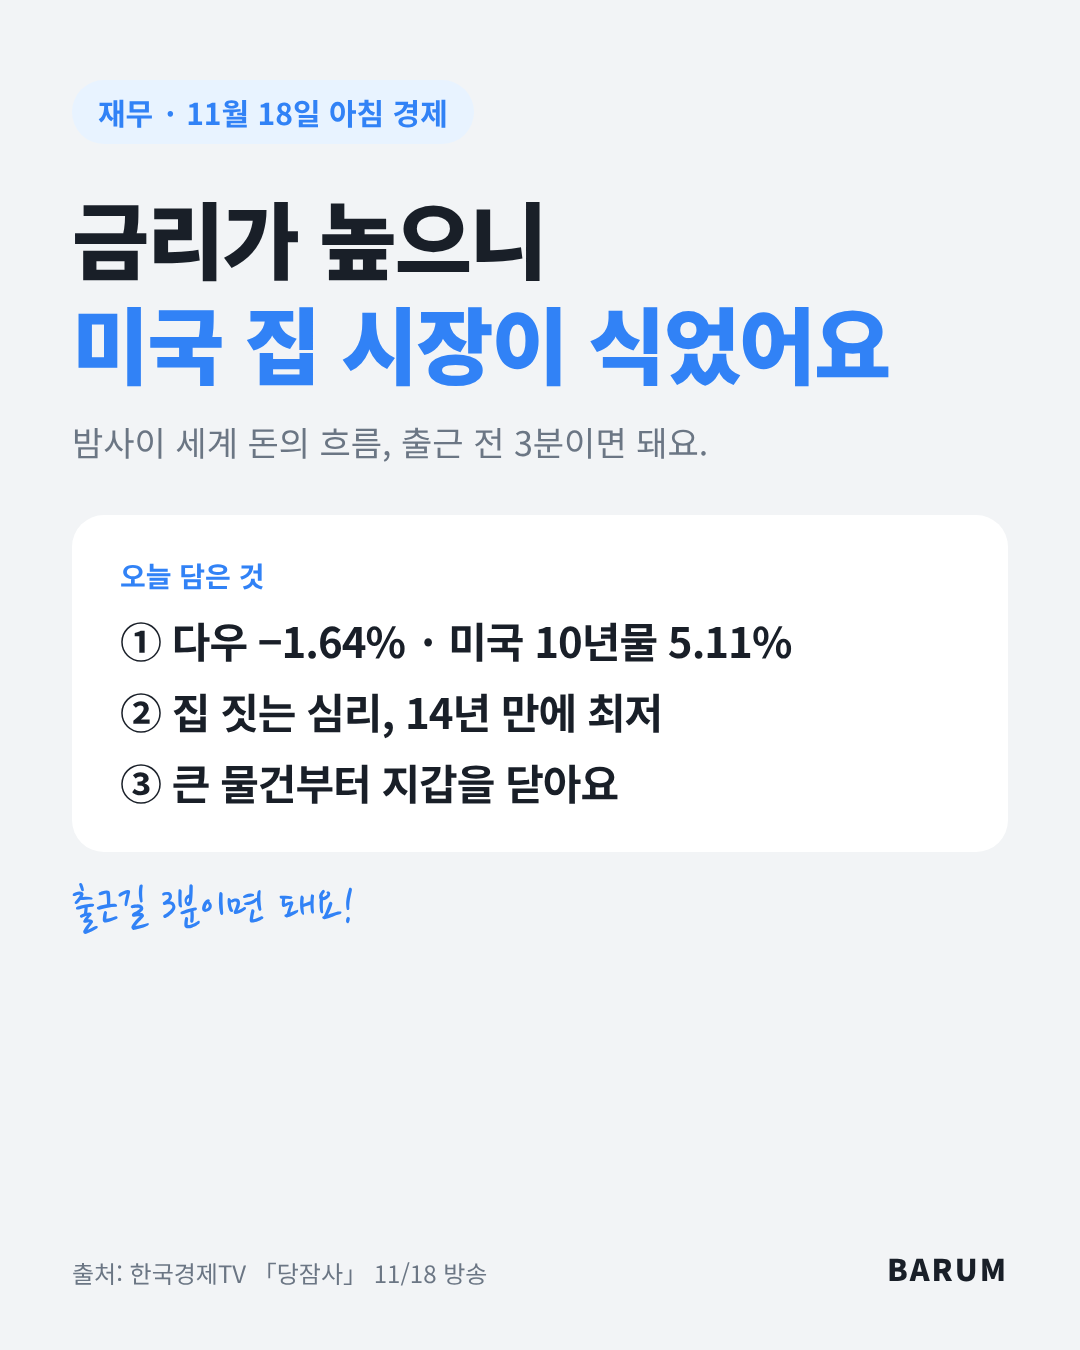 재무 · 11월 18일 아침 경제
금리가 높으니
미국 집 시장이 식었어요
밤사이 세계 돈의 흐름, 출근 전 3분이면 돼요.
오늘 담은 것
① 다우 −1.64% · 미국 10년물 5.11%
② 집 짓는 심리, 14년 만에 최저
③ 큰 물건부터 지갑을 닫아요
출근길 3분이면 돼요!
출처: 한국경제TV 「당잠사」 11/18 방송
BARUM